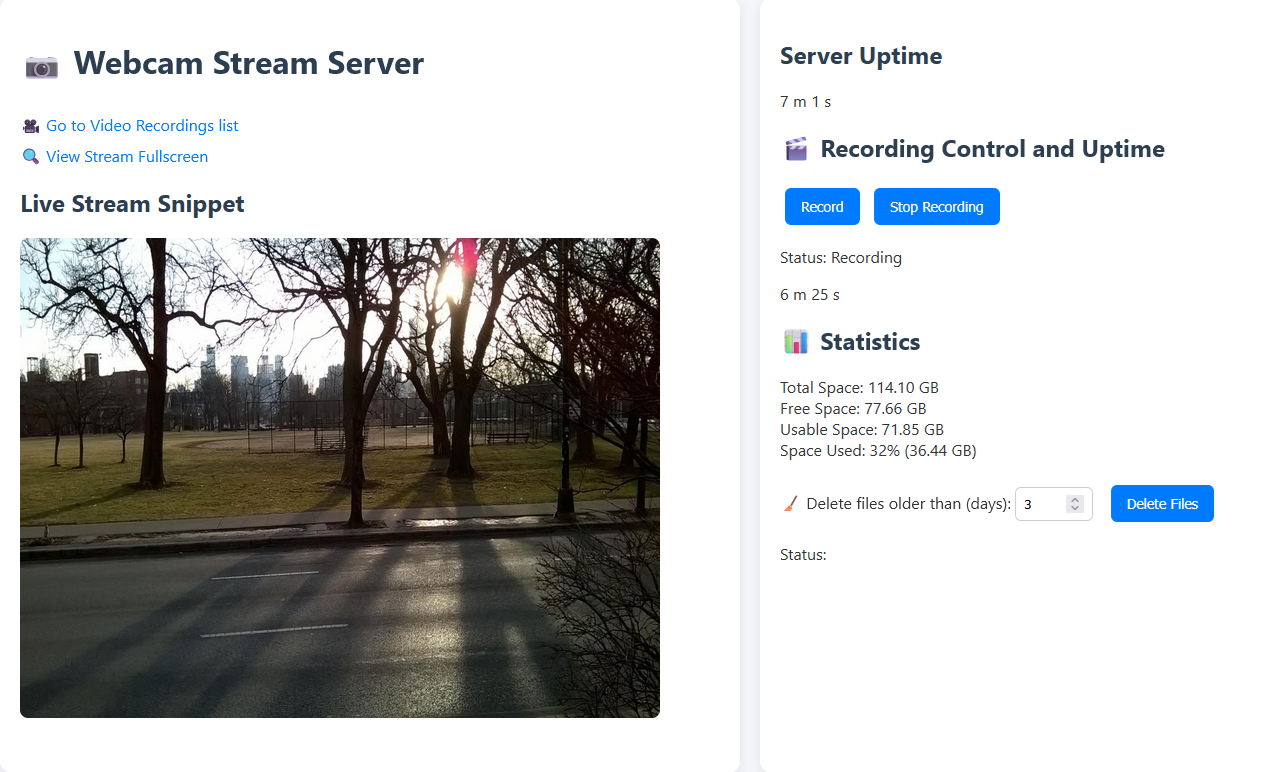 Webcam Stream Server
Go to Video Recordings list
View Stream Fullscreen
Live Stream Snippet
Server Uptime
7 m 1 s
Recording Control and Uptime
Record
Stop Recording
Status: Recording
6 m 25 s
Statistics
Total Space: 114.10 GB
Free Space: 77.66 GB
Usable Space: 71.85 GB
Space Used: 32% (36.44 GB)
Delete files older than (days): 3
Delete Files
Status: